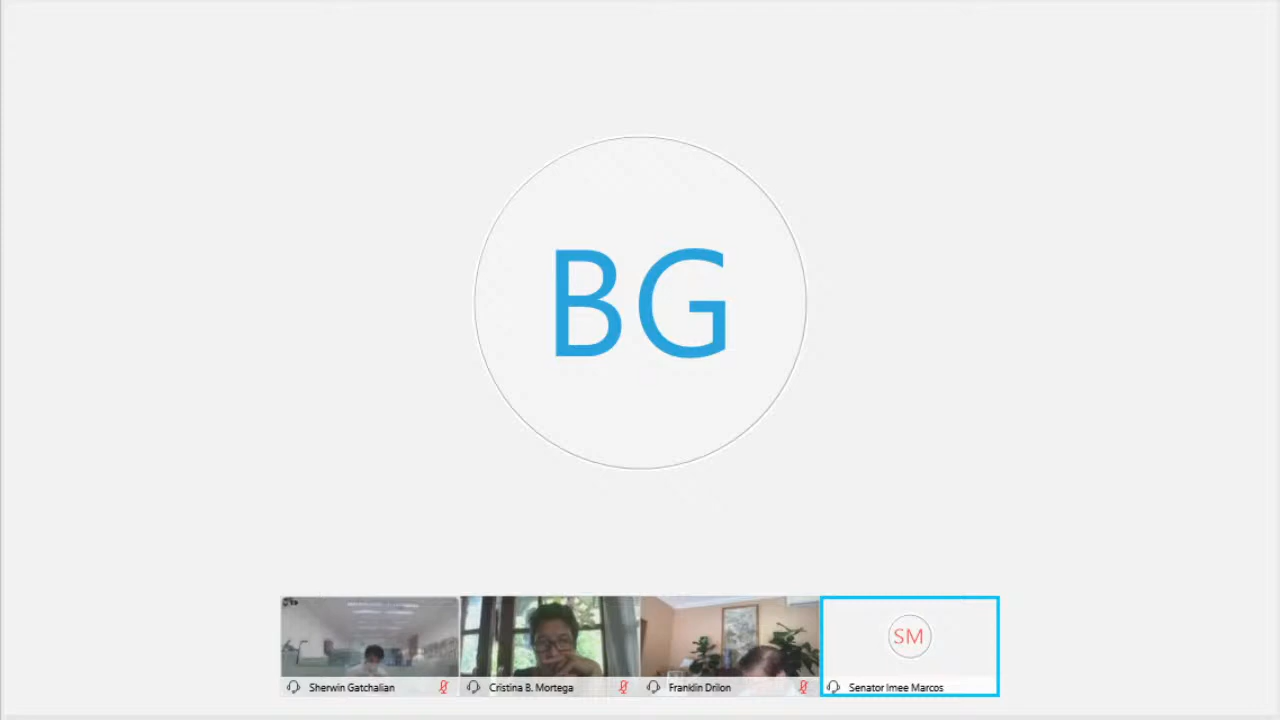 BG
SM
Sherwin Gatchalian
Cristina B. Mortega
Franklin Drilon
Senator Imee Marcos